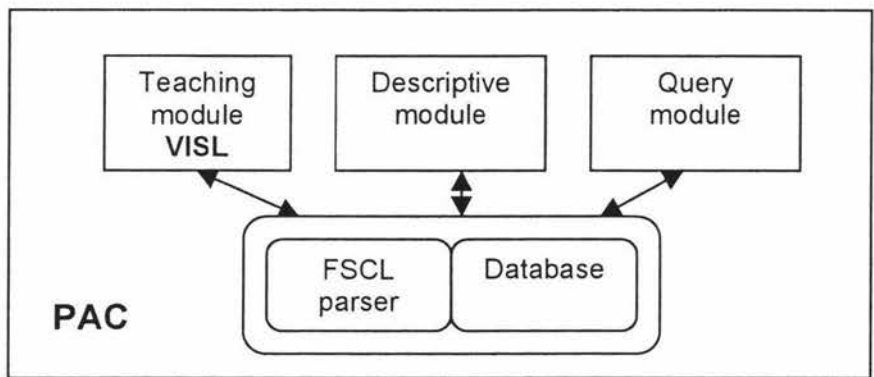 Teaching
module
VISL
Descriptive
module
Query
module
FSCL
parser
Database
PAC